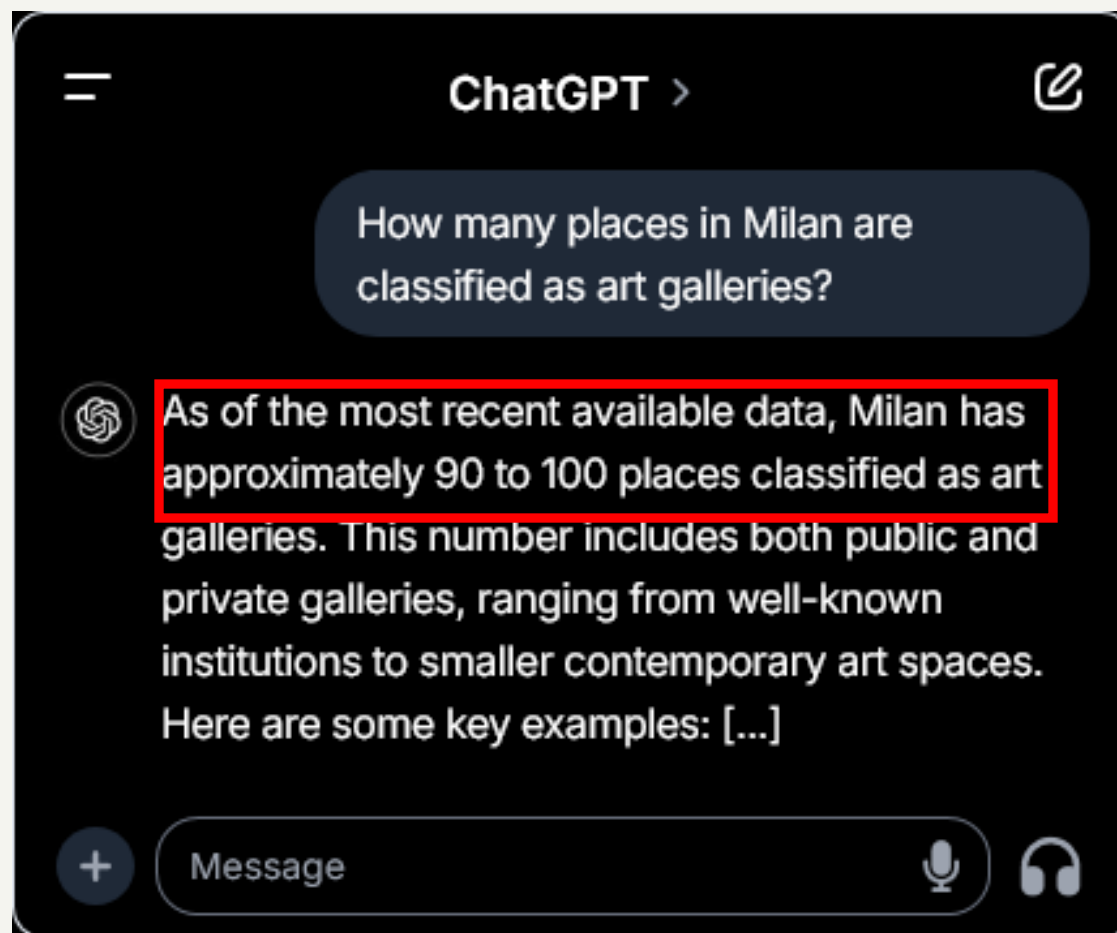 ChatGPT >
How many places in Milan are
classified as art galleries?
As of the most recent available data, Milan has
approximately 90 to 100 places classified as art
galleries. This number includes both public and
private galleries, ranging from well-known
institutions to smaller contemporary art spaces.
Here are some key examples: [...]
Message